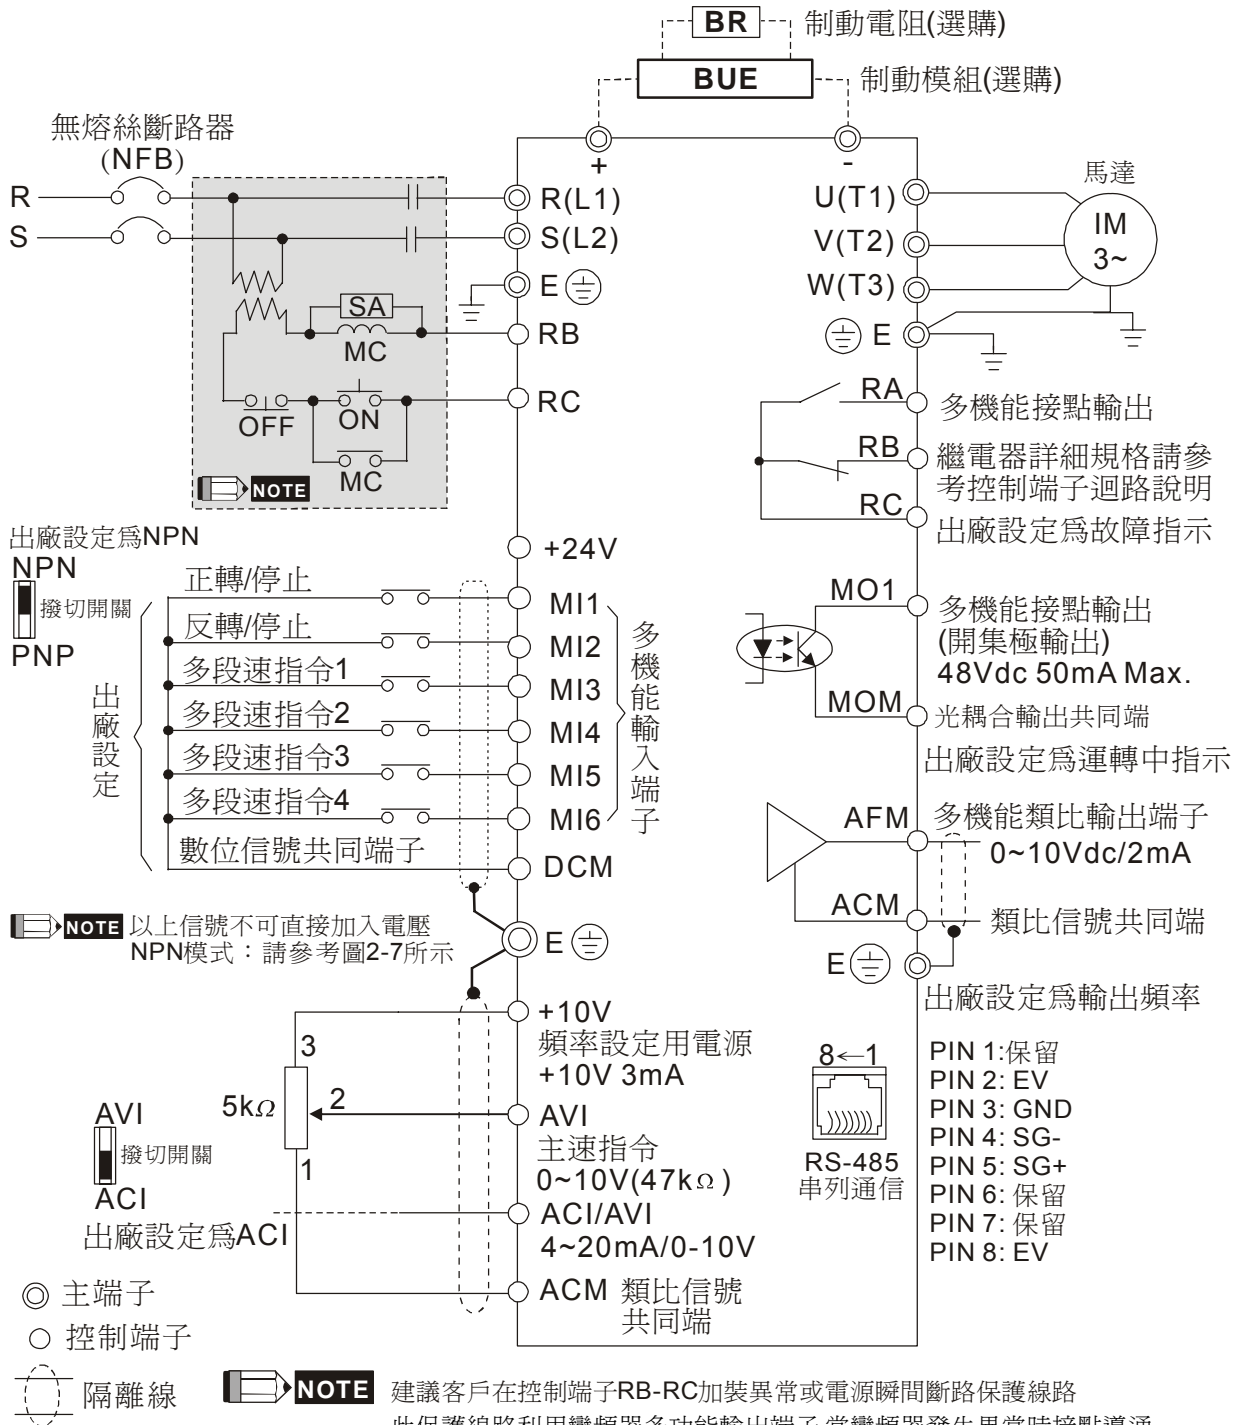 BR
制動電阻(選購)
BUE
制動模組(選購)
無熔絲斷路器
(NFB)
R
S
+
-
R(L1)
S(L2)
E
RB
RC
SA
MC
OFF
ON
MC
NOTE
U(T1)
V(T2)
W(T3)
E
馬達
IM
3~
RA
多機能接點輸出
RB
繼電器詳細規格請參
考控制端子迴路說明
RC
出廠設定爲故障指示
出廠設定爲NPN
NPN
撥切開關
PNP
出廠設定
正轉/停止
反轉/停止
多段速指令1
多段速指令2
多段速指令3
多段速指令4
數位信號共同端子
+24V
MI1
MI2
MI3
MI4
MI5
MI6
DCM
多機能輸入端子
MO1
多機能接點輸出
(開集極輸出)
48Vdc 50mA Max.
MOM
光耦合輸出共同端
出廠設定爲運轉中指示
AFM
多機能類比輸出端子
0~10Vdc/2mA
ACM
類比信號共同端
E
出廠設定爲輸出頻率
NOTE 以上信號不可直接加入電壓
NPN模式：請參考圖2-7所示
E
+10V
頻率設定用電源
+10V 3mA
3
5kΩ
2
1
AVI
主速指令
0~10V(47kΩ)
AVI
撥切開關
ACI
出廠設定爲ACI
ACI/AVI
4~20mA/0-10V
ACM 類比信號
共同端
8←1
RS-485
串列通信
PIN 1:保留
PIN 2: EV
PIN 3: GND
PIN 4: SG-
PIN 5: SG+
PIN 6: 保留
PIN 7: 保留
PIN 8: EV
主端子
控制端子
隔離線
NOTE 建議客戶在控制端子RB-RC加裝異常或電源瞬間斷路保護線路